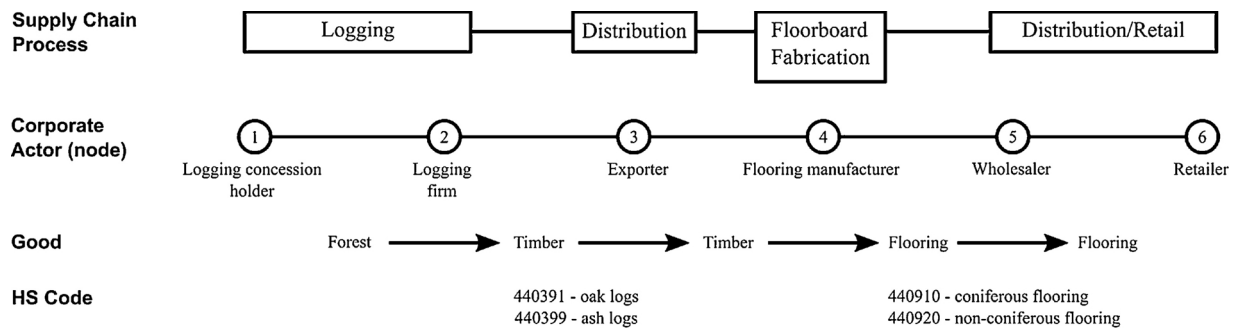 Supply Chain
Process
Logging
Distribution
Floorboard
Fabrication
Distribution/Retail
Corporate
Actor (node)
1
2
3
4
5
6
Logging concession
holder
Logging
firm
Exporter
Flooring manufacturer
Wholesaler
Retailer
Good
Forest
Timber
Timber
Flooring
Flooring
HS Code
440391 - oak logs
440399 - ash logs
440910 - coniferous flooring
440920 - non-coniferous flooring